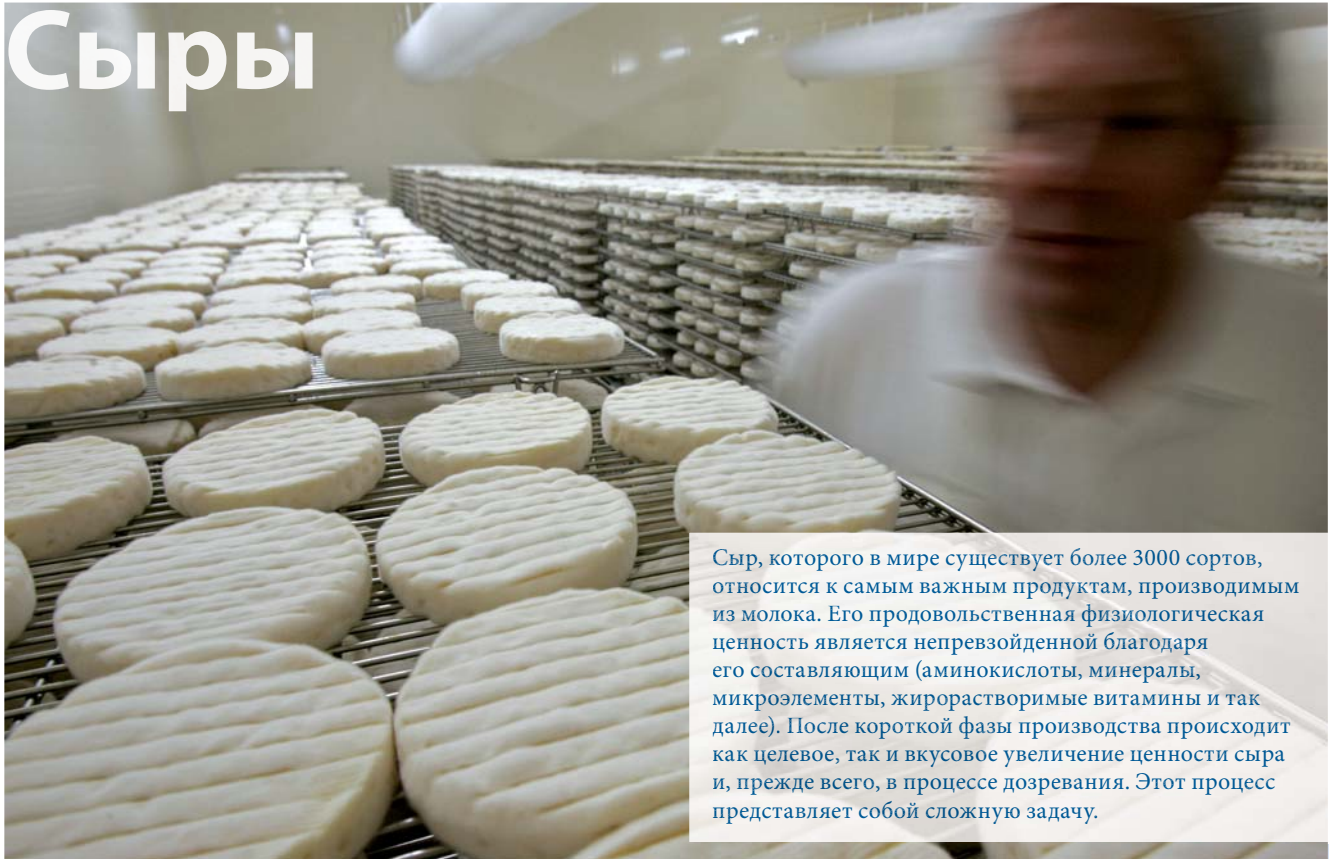 Сыры
Сыр, которого в мире существует более 3000 сортов,
относится к самым важным продуктам, производимым
из молока. Его продовольственная физиологическая
ценность является непревзойденной благодаря
его составляющим (аминокислоты, минералы,
микроэлементы, жирорастворимые витамины и так
далее). После короткой фазы производства происходит
как целевое, так и вкусовое увеличение ценности сыра
и, прежде всего, в процессе дозревания. Этот процесс
представляет собой сложную задачу.